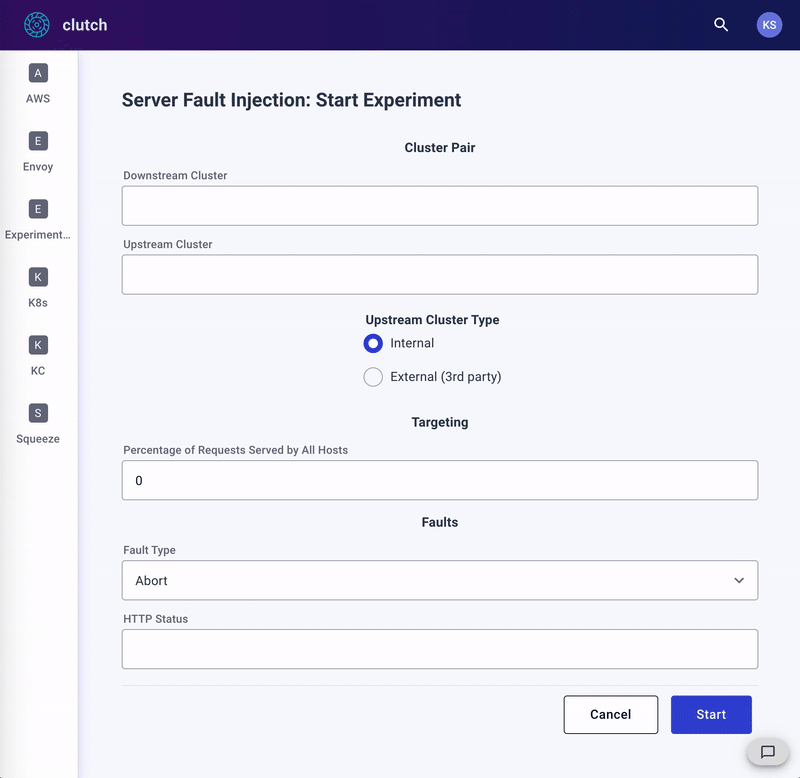 clutch
KS
A
AWS
E
Envoy
E
Experiment...
K
K8s
K
KC
S
Squeeze
Server Fault Injection: Start Experiment
Cluster Pair
Downstream Cluster
Upstream Cluster
Upstream Cluster Type
Internal
External (3rd party)
Targeting
Percentage of Requests Served by All Hosts
0
Faults
Fault Type
Abort
HTTP Status
Cancel
Start